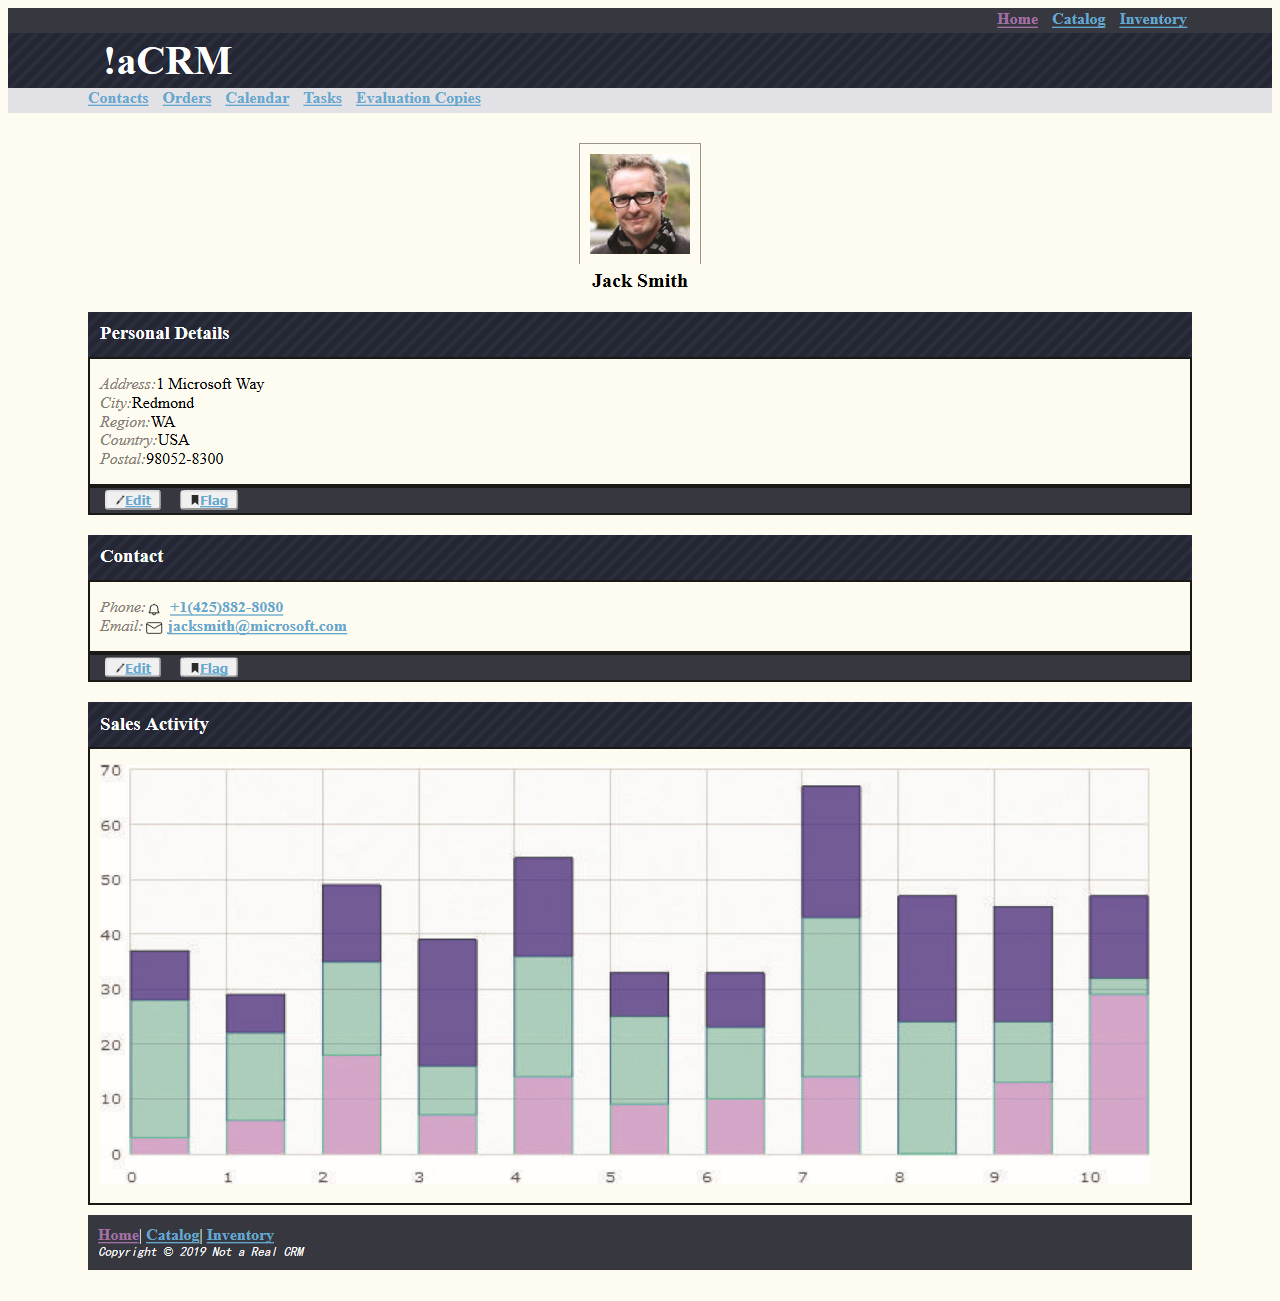 Home Catalog Inventory
!aCRM
Contacts Orders Calendar Tasks Evaluation Copies
Jack Smith
Personal Details
Address:1 Microsoft Way
City:Redmond
Region:WA
Country:USA
Postal:98052-8300
Edit Flag
Contact
Phone: +1(425)882-8080
Email: jacksmith@microsoft.com
Edit Flag
Sales Activity
70
60
50
40
30
20
10
0
0 1 2 3 4 5 6 7 8 9 10
Home| Catalog| Inventory
Copyright © 2019 Not a Real CRM